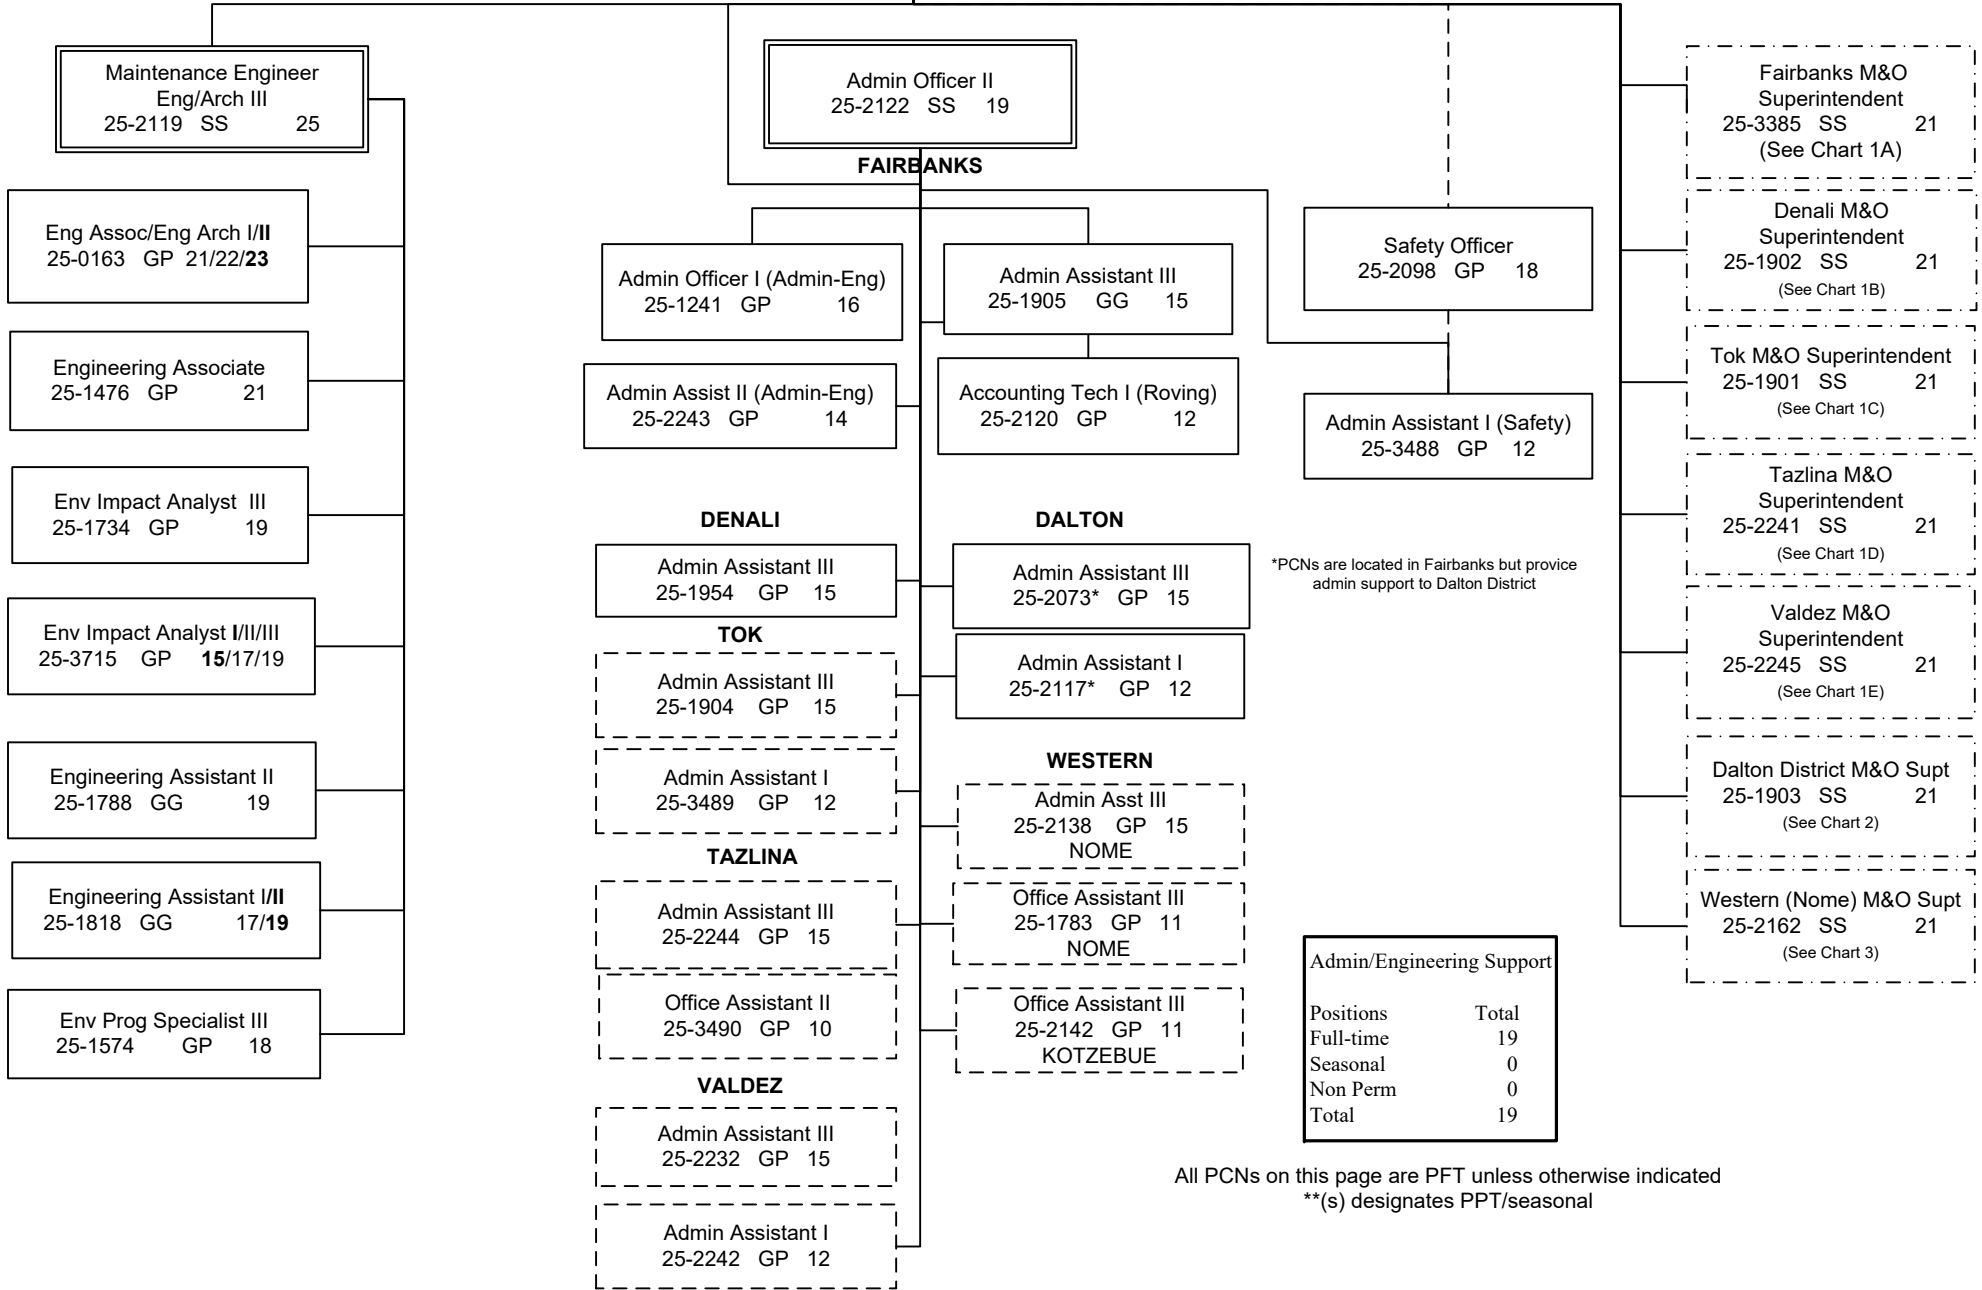 Maintenance Engineer
Eng/Arch III
25-2119 SS 25
Eng Assoc/Eng Arch I/II
25-0163 GP 21/22/23
Engineering Associate
25-1476 GP 21
Env Impact Analyst III
25-1734 GP 19
Env Impact Analyst I/II/III
25-3715 GP 15/17/19
Engineering Assistant II
25-1788 GG 19
Engineering Assistant I/II
25-1818 GG 17/19
Env Prog Specialist III
25-1574 GP 18
Admin Officer II
25-2122 SS 19
FAIRBANKS
Admin Officer I (Admin-Eng)
25-1241 GP 16
Admin Assistant III
25-1905 GG 15
Admin Assist II (Admin-Eng)
25-2243 GP 14
Accounting Tech I (Roving)
25-2120 GP 12
Safety Officer
25-2098 GP 18
Admin Assistant I (Safety)
25-3488 GP 12
DENALI
Admin Assistant III
25-1954 GP 15
TOK
Admin Assistant III
25-1904 GP 15
Admin Assistant I
25-3489 GP 12
TAZLINA
Admin Assistant III
25-2244 GP 15
Office Assistant II
25-3490 GP 10
VALDEZ
Admin Assistant III
25-2232 GP 15
Admin Assistant I
25-2242 GP 12
DALTON
Admin Assistant III
25-2073* GP 15
Admin Assistant I
25-2117* GP 12
*PCNs are located in Fairbanks but provice
admin support to Dalton District
WESTERN
Admin Asst III
25-2138 GP 15
NOME
Office Assistant III
25-1783 GP 11
NOME
Office Assistant III
25-2142 GP 11
KOTZEBUE
Fairbanks M&O
Superintendent
25-3385 SS 21
(See Chart 1A)
Denali M&O
Superintendent
25-1902 SS 21
(See Chart 1B)
Tok M&O Superintendent
25-1901 SS 21
(See Chart 1C)
Tazlina M&O
Superintendent
25-2241 SS 21
(See Chart 1D)
Valdez M&O
Superintendent
25-2245 SS 21
(See Chart 1E)
Dalton District M&O Supt
25-1903 SS 21
(See Chart 2)
Western (Nome) M&O Supt
25-2162 SS 21
(See Chart 3)
Admin/Engineering Support
Positions Total
Full-time 19
Seasonal 0
Non Perm 0
Total 19
All PCNs on this page are PFT unless otherwise indicated
**(s) designates PPT/seasonal